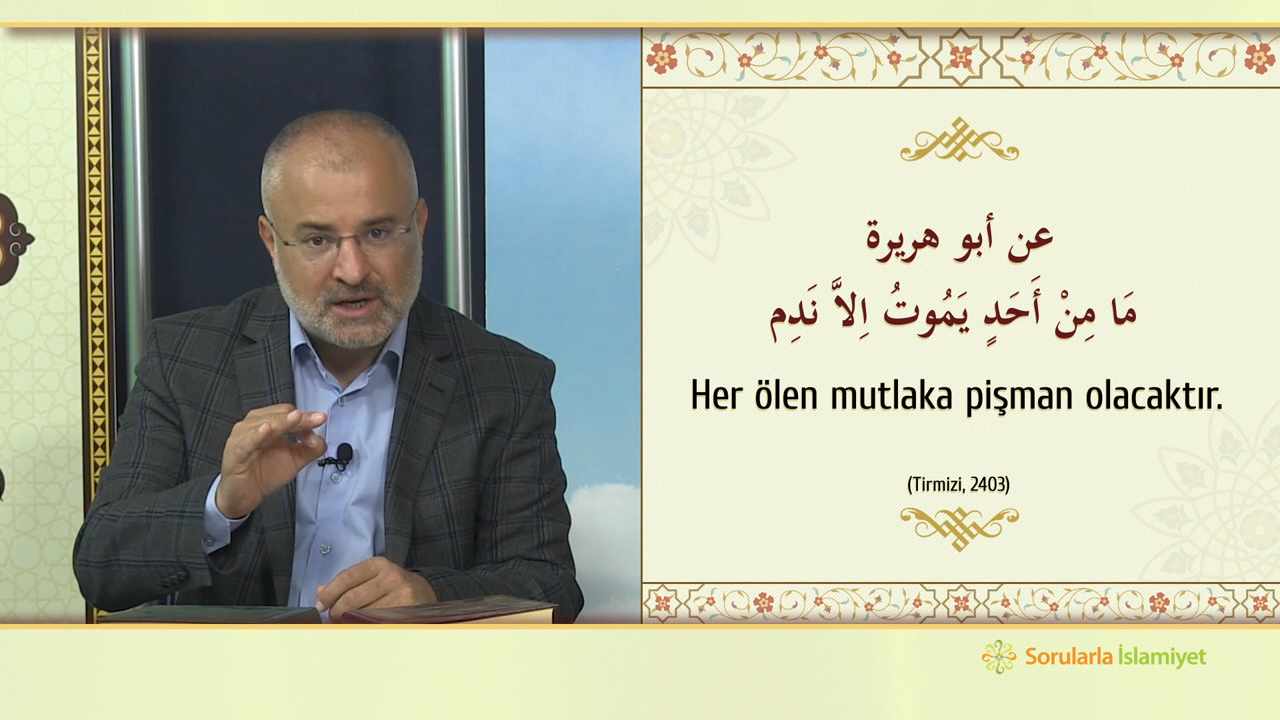 عن أبو هريرة
مَا مِنْ أَحَدٍ يَمُوتُ اِلاَّ نَدِم
Her ölen mutlaka pişman olacaktır.
(Tirmizi, 2403)
Sorularla İslamiyet